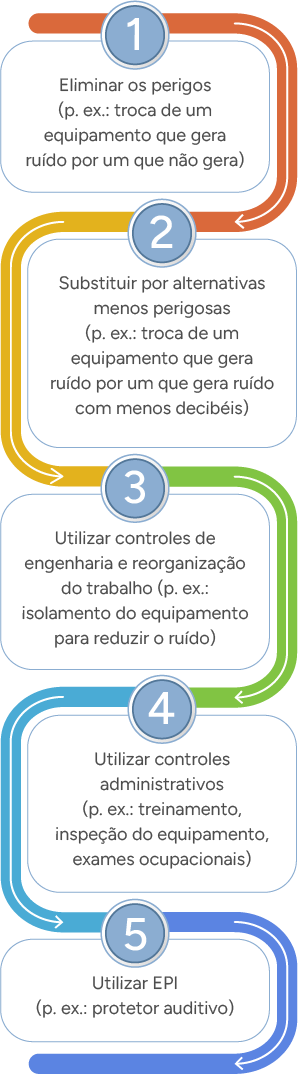 1
Eliminar os perigos
(p. ex.: troca de um
equipamento que gera
ruído por um que não gera)
2
Substituir por alternativas
menos perigosas
(p. ex.: troca de um
equipamento que gera
ruído por um que gera ruído
com menos decibéis)
3
Utilizar controles de
engenharia e reorganização
do trabalho (p. ex.:
isolamento do equipamento
para reduzir o ruído)
4
Utilizar controles
administrativos
(p. ex.: treinamento,
inspeção do equipamento,
exames ocupacionais)
5
Utilizar EPI
(p. ex.: protetor auditivo)